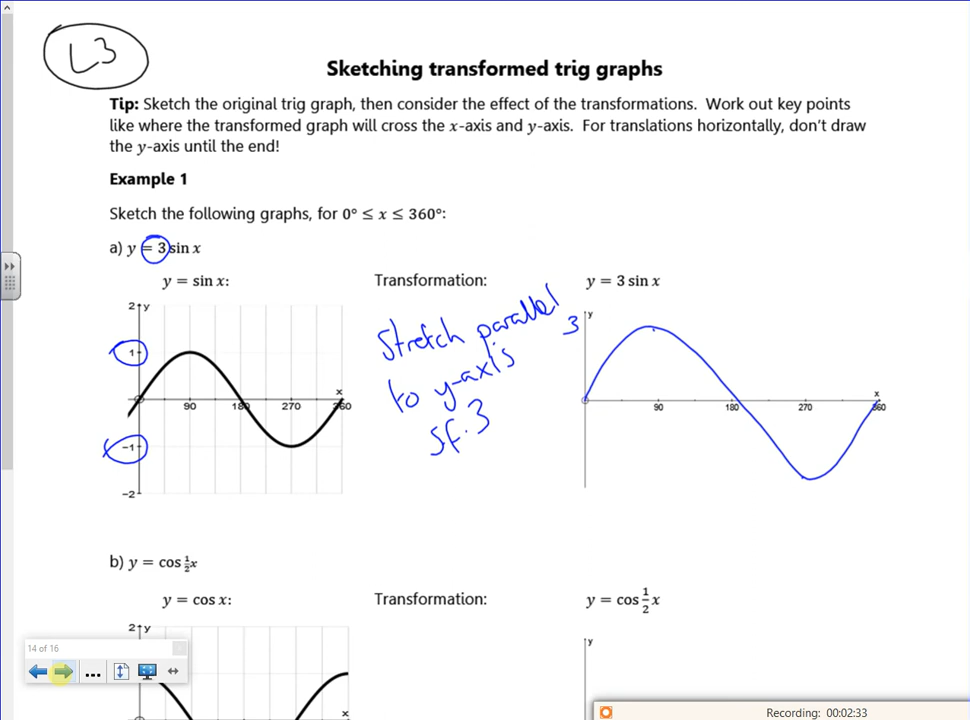 L3
Sketching transformed trig graphs
Tip: Sketch the original trig graph, then consider the effect of the transformations. Work out key points
like where the transformed graph will cross the x-axis and y-axis. For translations horizontally, don't draw
the y-axis until the end!
Example 1
Sketch the following graphs, for 0° ≤ x ≤ 360°:
a) y = 3 sin x
y = sin x:
Transformation:
y = 3 sin x
2 y
1
x
90 180 270 360
-1
-2
Stretch parallel
to y-axis
sf. 3
y
3
x
90 180 270 360
b) y = cos ½x
y = cos x:
Transformation:
y = cos ½ x
2 y
x
y
14 of 16
Recording: 00:02:33